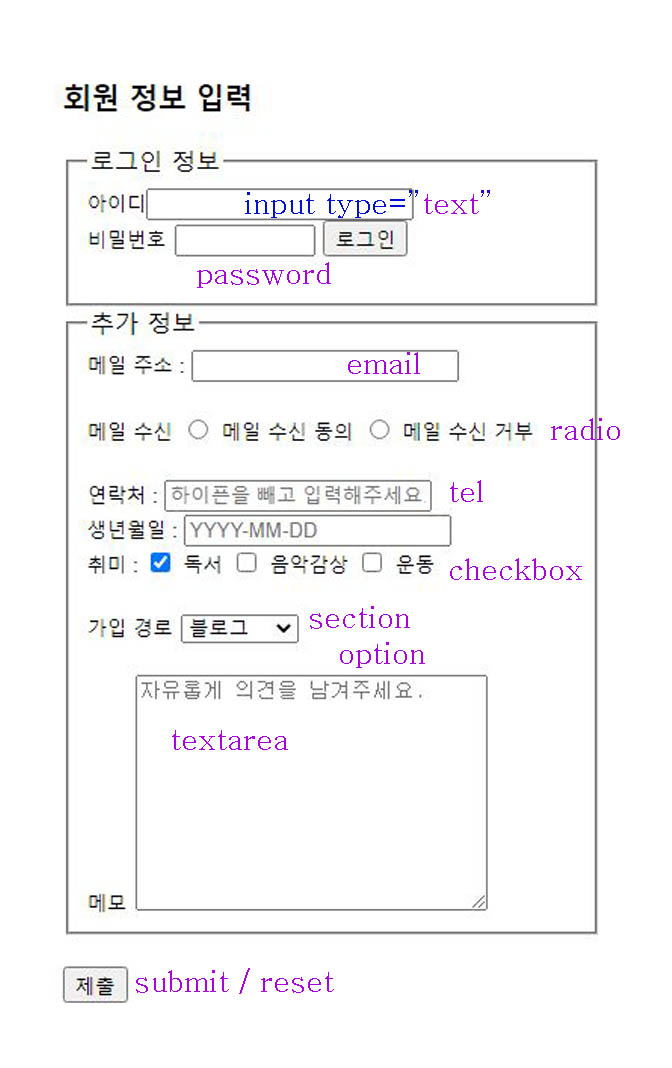 회원 정보 입력
로그인 정보
아이디 input type="text"
비밀번호 로그인
password
추가 정보
메일 주소 : email
메일 수신 메일 수신 동의 메일 수신 거부 radio
연락처 : 하이픈을 빼고 입력해주세요. tel
생년월일 : YYYY-MM-DD
취미 : 독서 음악감상 운동 checkbox
가입 경로 블로그 section
option
자유롭게 의견을 남겨주세요.
textarea
메모
제출 submit / reset